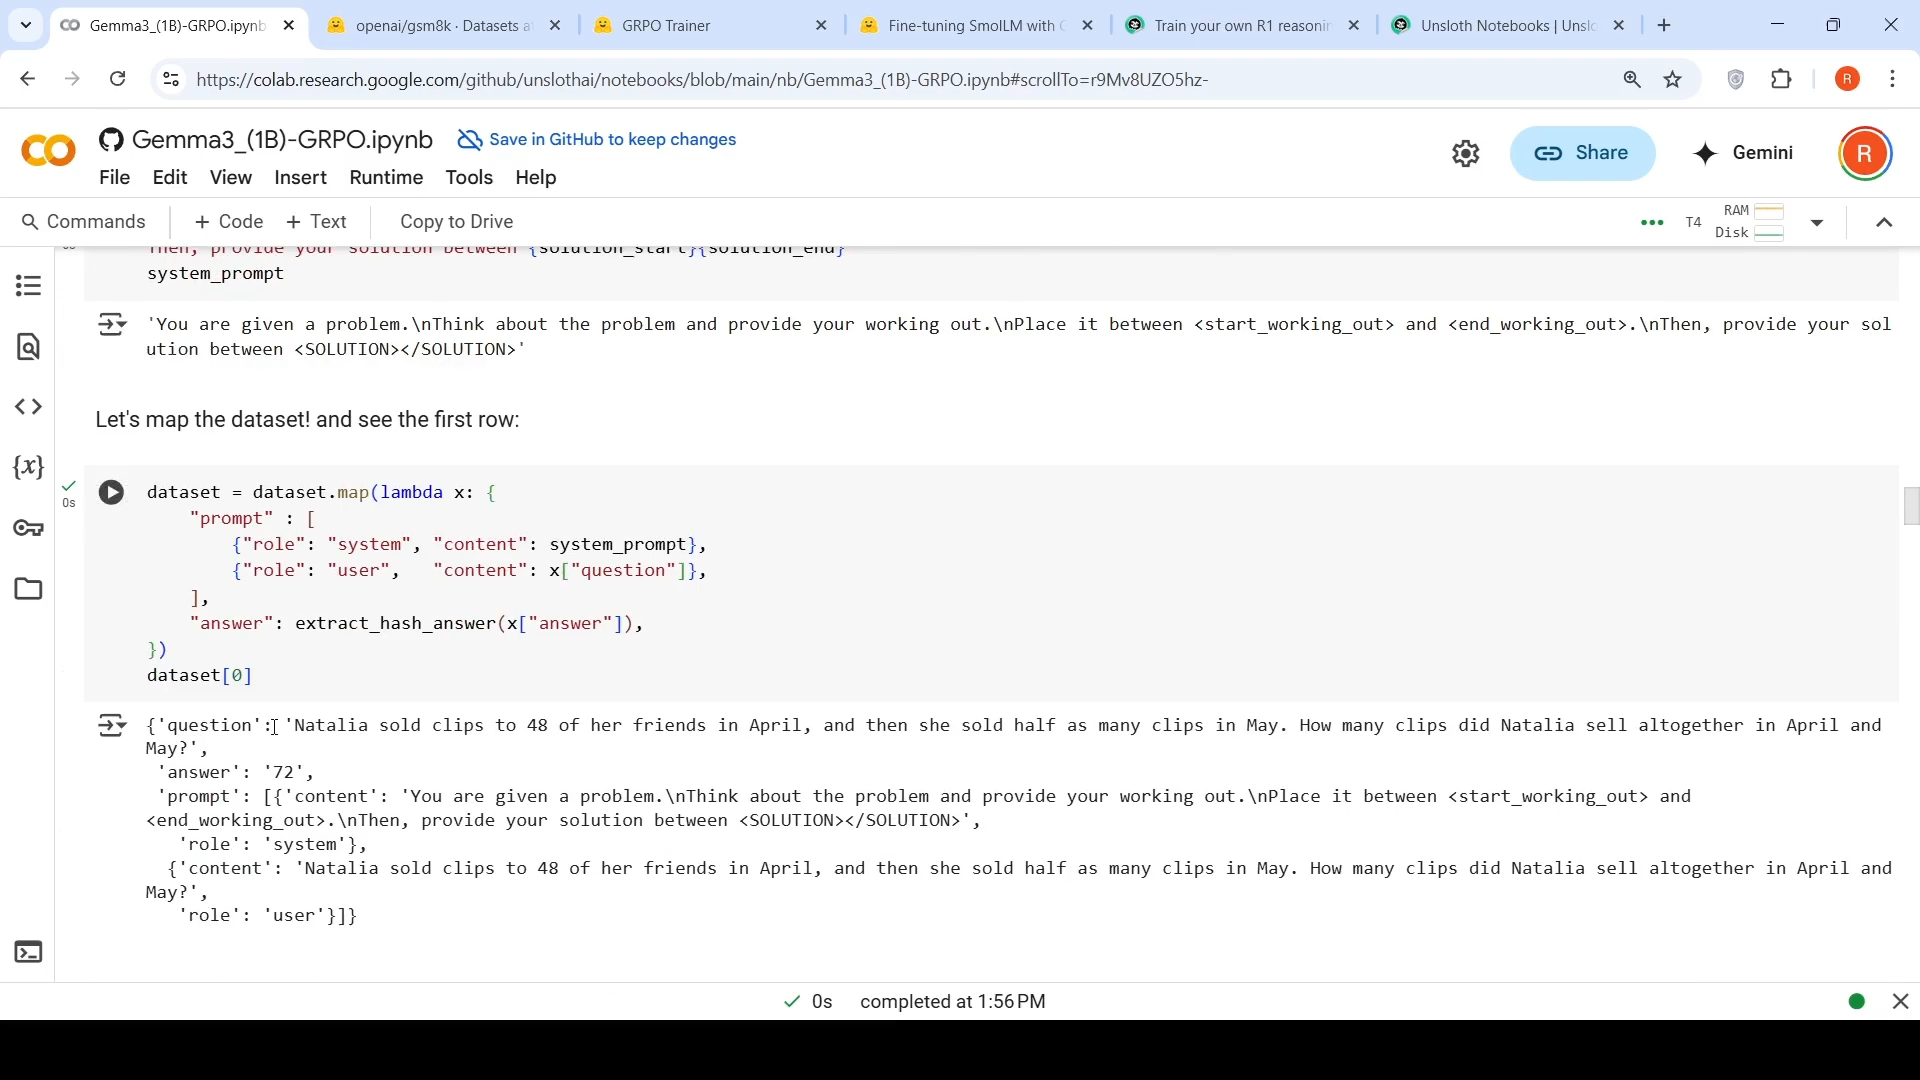 Gemma3_(1B)-GRPO.ipynb
openai/gsm8k · Datasets at
GRPO Trainer
Fine-tuning SmolLM with G
Train your own R1 reasonin
Unsloth Notebooks | Unslo
https://colab.research.google.com/github/unslothai/notebooks/blob/main/nb/Gemma3_(1B)-GRPO.ipynb#scrollTo=r9Mv8UZO5hz-
R
CO
Gemma3_(1B)-GRPO.ipynb
Save in GitHub to keep changes
Share
Gemini
R
File Edit View Insert Runtime Tools Help
Commands
+ Code + Text
Copy to Drive
T4
RAM
Disk
Then, provide your solution between {solution_start}{solution_end}
system_prompt
'You are given a problem.\nThink about the problem and provide your working out.\nPlace it between <start_working_out> and <end_working_out>.\nThen, provide your sol
ution between <SOLUTION></SOLUTION>'
Let's map the dataset! and see the first row:
0s
dataset = dataset.map(lambda x: {
"prompt" : [
{"role": "system", "content": system_prompt},
{"role": "user", "content": x["question"]},
],
"answer": extract_hash_answer(x["answer"]),
})
dataset[0]
{'question': 'Natalia sold clips to 48 of her friends in April, and then she sold half as many clips in May. How many clips did Natalia sell altogether in April and
May?',
'answer': '72',
'prompt': [{'content': 'You are given a problem.\nThink about the problem and provide your working out.\nPlace it between <start_working_out> and
<end_working_out>.\nThen, provide your solution between <SOLUTION></SOLUTION>',
'role': 'system'},
{'content': 'Natalia sold clips to 48 of her friends in April, and then she sold half as many clips in May. How many clips did Natalia sell altogether in April and
May?',
'role': 'user'}]}
0s completed at 1:56 PM